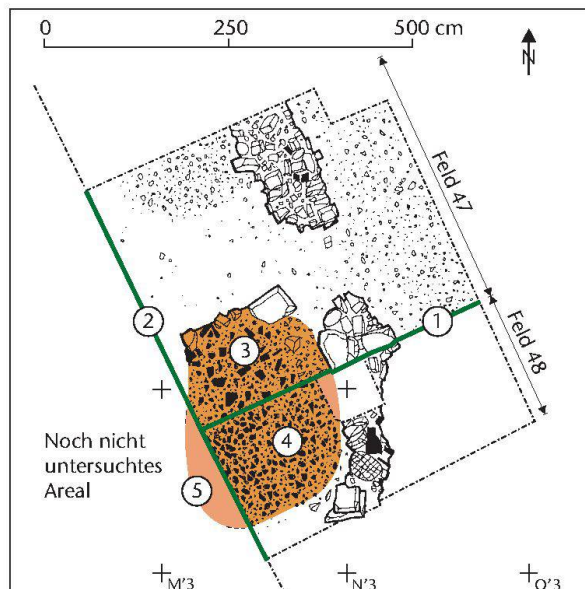 0 250 500 cm
N
Feld 47
Feld 48
1
2
3
4
5
Noch nicht
untersuchtes
Areal
M'3 N'3 O'3